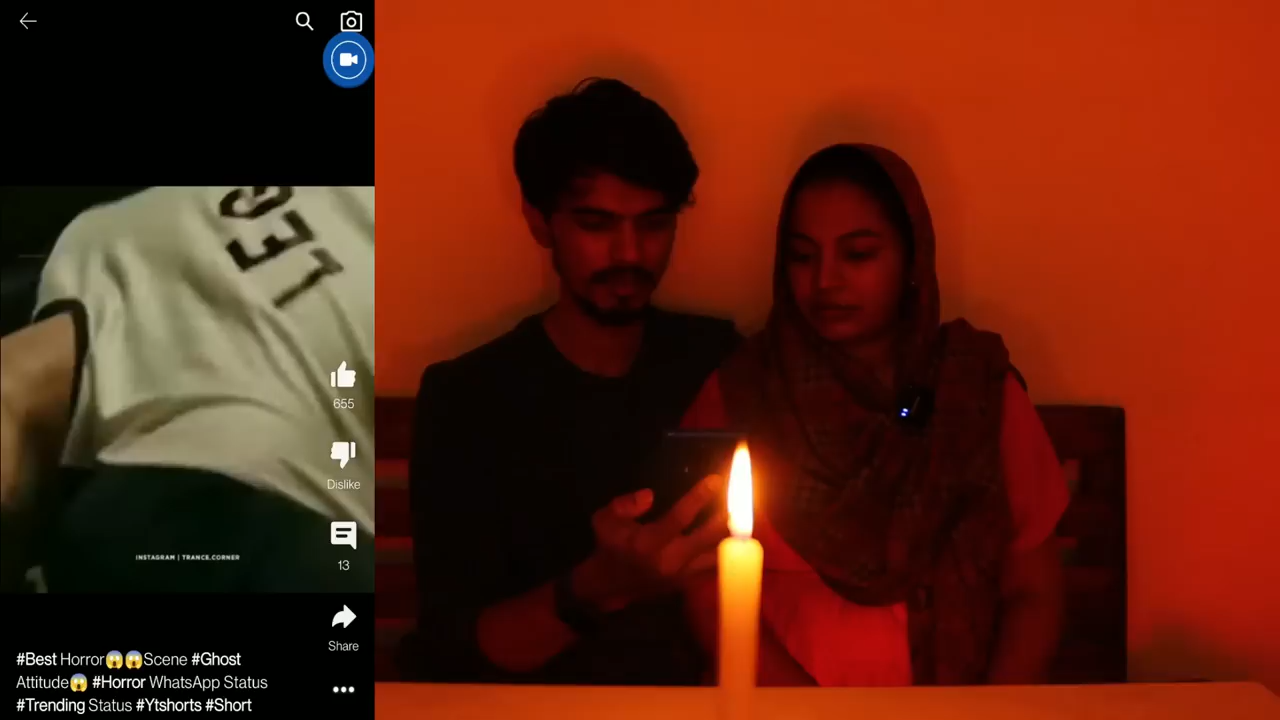 655
Dislike
INSTAGRAM | TRANCE.CORNER
13
Share
#Best Horror😱😱Scene #Ghost
Attitude😱 #Horror WhatsApp Status
#Trending Status #Ytshorts #Short